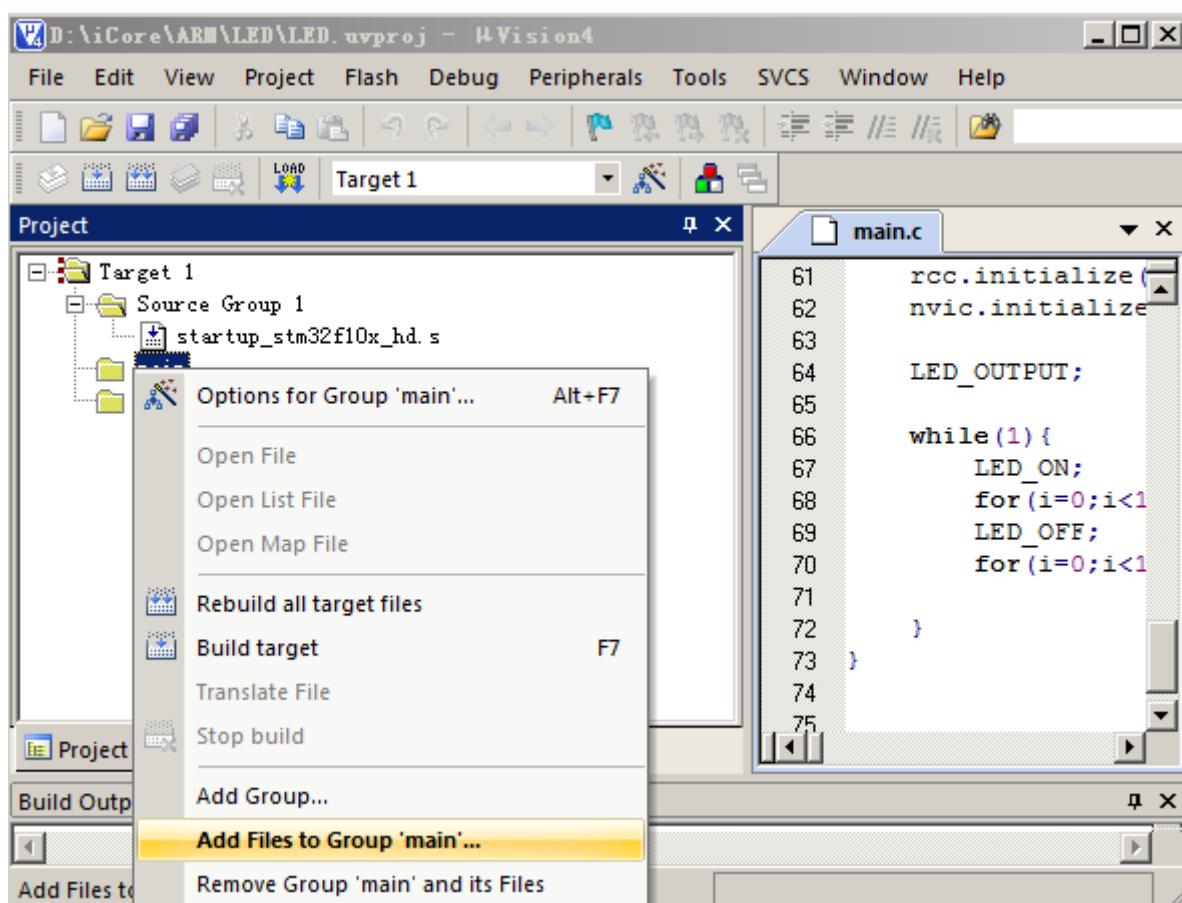 D:\iCore\ARM\LED\LED.uvproj - µVision4
File Edit View Project Flash Debug Peripherals Tools SVCS Window Help
LOAD Target 1
Project
main.c
Target 1
Source Group 1
startup_stm32f10x_hd.s
main
Options for Group 'main'... Alt+F7
Open File
Open List File
Open Map File
Rebuild all target files
Build target F7
Translate File
Stop build
Add Group...
Add Files to Group 'main'...
Remove Group 'main' and its Files
61 rcc.initialize(
62 nvic.initialize
63
64 LED_OUTPUT;
65
66 while(1){
67 LED_ON;
68 for(i=0;i<1
69 LED_OFF;
70 for(i=0;i<1
71
72 }
73 }
74
75
Project
Build Outp
Add Files to